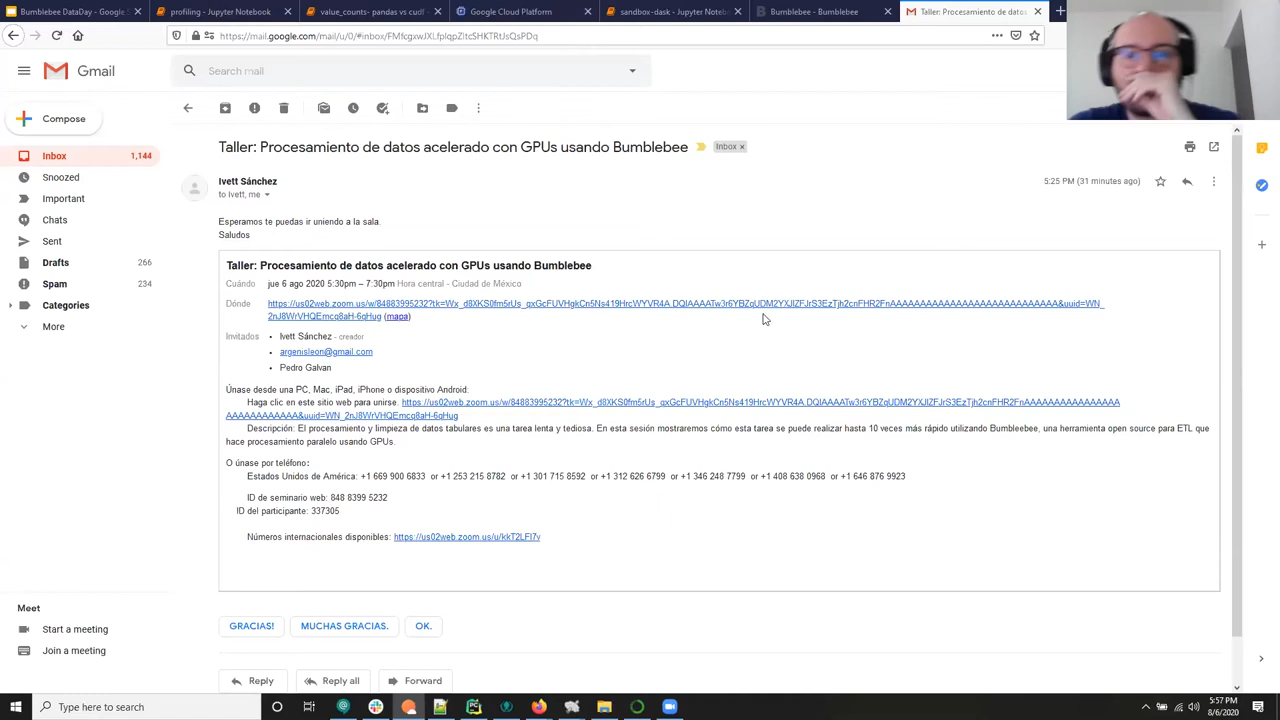 Bumblebee DataDay - Google
profiling - Jupyter Notebook
value_counts- pandas vs cudf
Google Cloud Platform
sandbox-dask - Jupyter Note
Bumblebee - Bumblebee
Taller: Procesamiento de datos
Gmail
Search mail
Compose
Inbox 1,144
Snoozed
Important
Chats
Sent
Drafts 266
Spam 234
Categories
More
Taller: Procesamiento de datos acelerado con GPUs usando Bumblebee Inbox x
Ivett Sánchez 5:25 PM (31 minutes ago)
to Ivett, me
Esperamos te puedas ir uniendo a la sala.
Saludos
Taller: Procesamiento de datos acelerado con GPUs usando Bumblebee
Cuándo jue 6 ago 2020 5:30pm – 7:30pm Hora central - Ciudad de México
Dónde
(mapa)
Invitados • Ivett Sánchez - creador
• argenisleon@gmail.com
• Pedro Galvan
Únase desde una PC, Mac, iPad, iPhone o dispositivo Android:
Haga clic en este sitio web para unirse.
Descripción: El procesamiento y limpieza de datos tabulares es una tarea lenta y tediosa. En esta sesión mostraremos cómo esta tarea se puede realizar hasta 10 veces más rápido utilizando Bumbleebee, una herramienta open source para ETL que
hace procesamiento paralelo usando GPUs.
O únase por teléfono:
Estados Unidos de América: +1 669 900 6833 or +1 253 215 8782 or +1 301 715 8592 or +1 312 626 6799 or +1 346 248 7799 or +1 408 638 0968 or +1 646 876 9923
ID de seminario web: 848 8399 5232
ID del participante: 337305
Números internacionales disponibles: https://us02web.zoom.us/u/kkT2LFl7v
GRACIAS!
MUCHAS GRACIAS.
OK.
Reply
Reply all
Forward
Meet
Start a meeting
Join a meeting
Type here to search
5:57 PM
8/6/2020